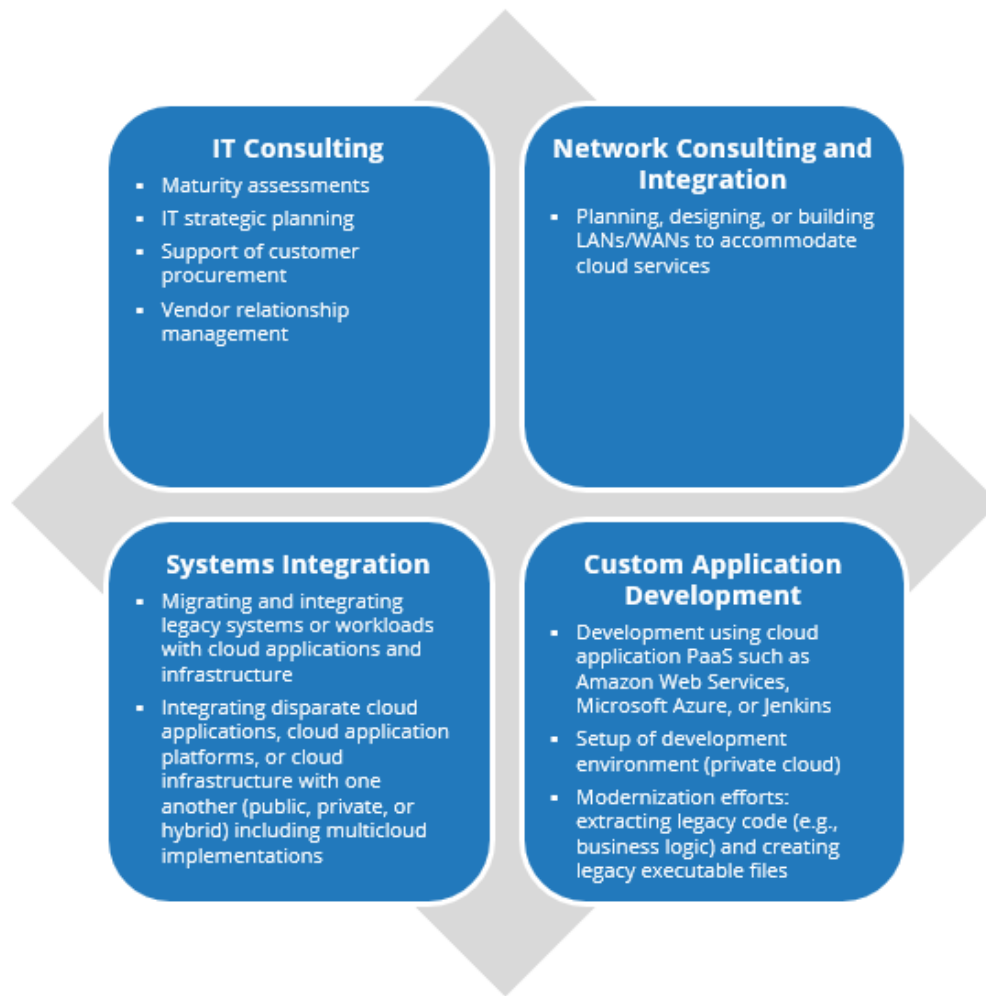 IT Consulting
▪ Maturity assessments
▪ IT strategic planning
▪ Support of customer
procurement
▪ Vendor relationship
management
Network Consulting and
Integration
▪ Planning, designing, or building
LANs/WANs to accommodate
cloud services
Systems Integration
▪ Migrating and integrating
legacy systems or workloads
with cloud applications and
infrastructure
▪ Integrating disparate cloud
applications, cloud application
platforms, or cloud
infrastructure with one
another (public, private, or
hybrid) including multicloud
implementations
Custom Application
Development
▪ Development using cloud
application PaaS such as
Amazon Web Services,
Microsoft Azure, or Jenkins
▪ Setup of development
environment (private cloud)
▪ Modernization efforts:
extracting legacy code (e.g.,
business logic) and creating
legacy executable files